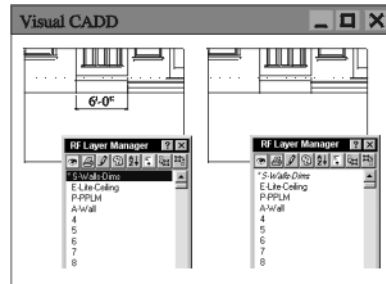 Visual CADD
6'-0"
RF Layer Manager
*S-Walls-Dims
E-Lite-Ceiling
P-PPLM
A-Wall
4
5
6
7
8
RF Layer Manager
*S-Walls-Dims
E-Lite-Ceiling
P-PPLM
A-Wall
4
5
6
7
8